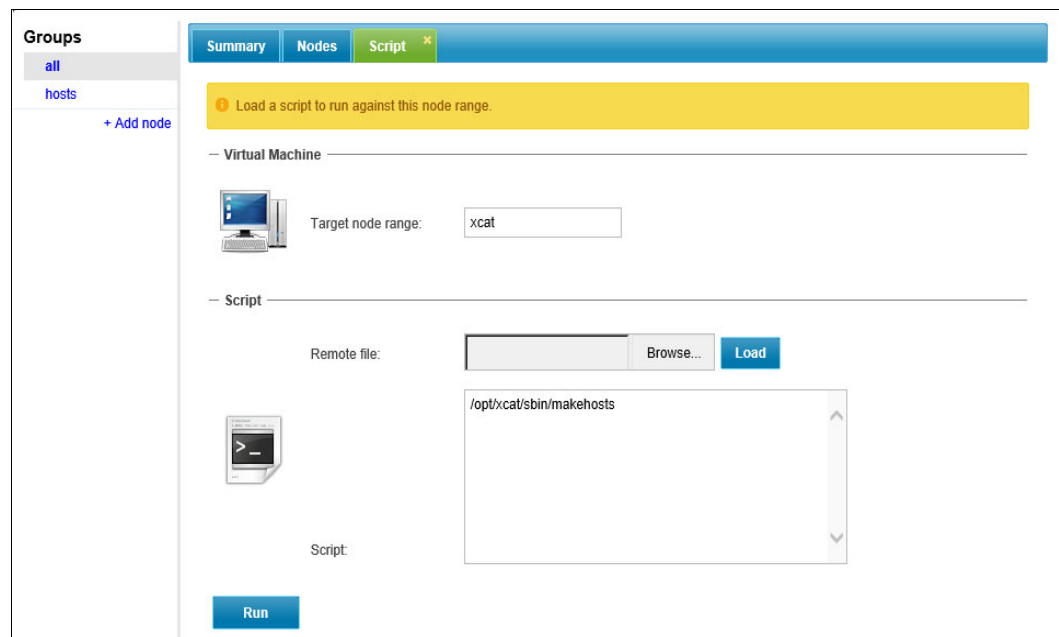 Groups
all
hosts
+ Add node
Summary Nodes Script
Load a script to run against this node range.
Virtual Machine
Target node range: xcat
Script
Remote file: Browse... Load
/opt/xcat/sbin/makehosts
>_
Script:
Run